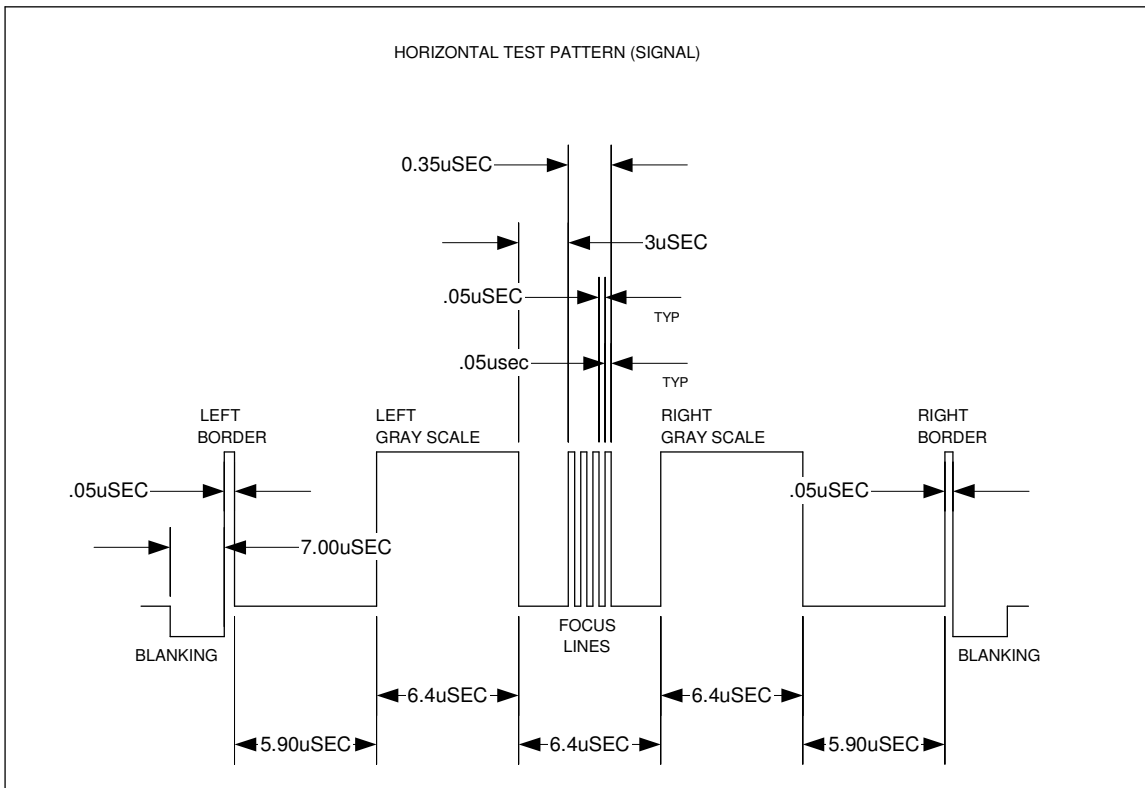 HORIZONTAL TEST PATTERN (SIGNAL)
0.35uSEC
3uSEC
.05uSEC
TYP
.05usec
TYP
LEFT
BORDER
LEFT
GRAY SCALE
RIGHT
GRAY SCALE
RIGHT
BORDER
.05uSEC
.05uSEC
7.00uSEC
FOCUS
LINES
BLANKING
BLANKING
6.4uSEC
6.4uSEC
5.90uSEC
6.4uSEC
5.90uSEC